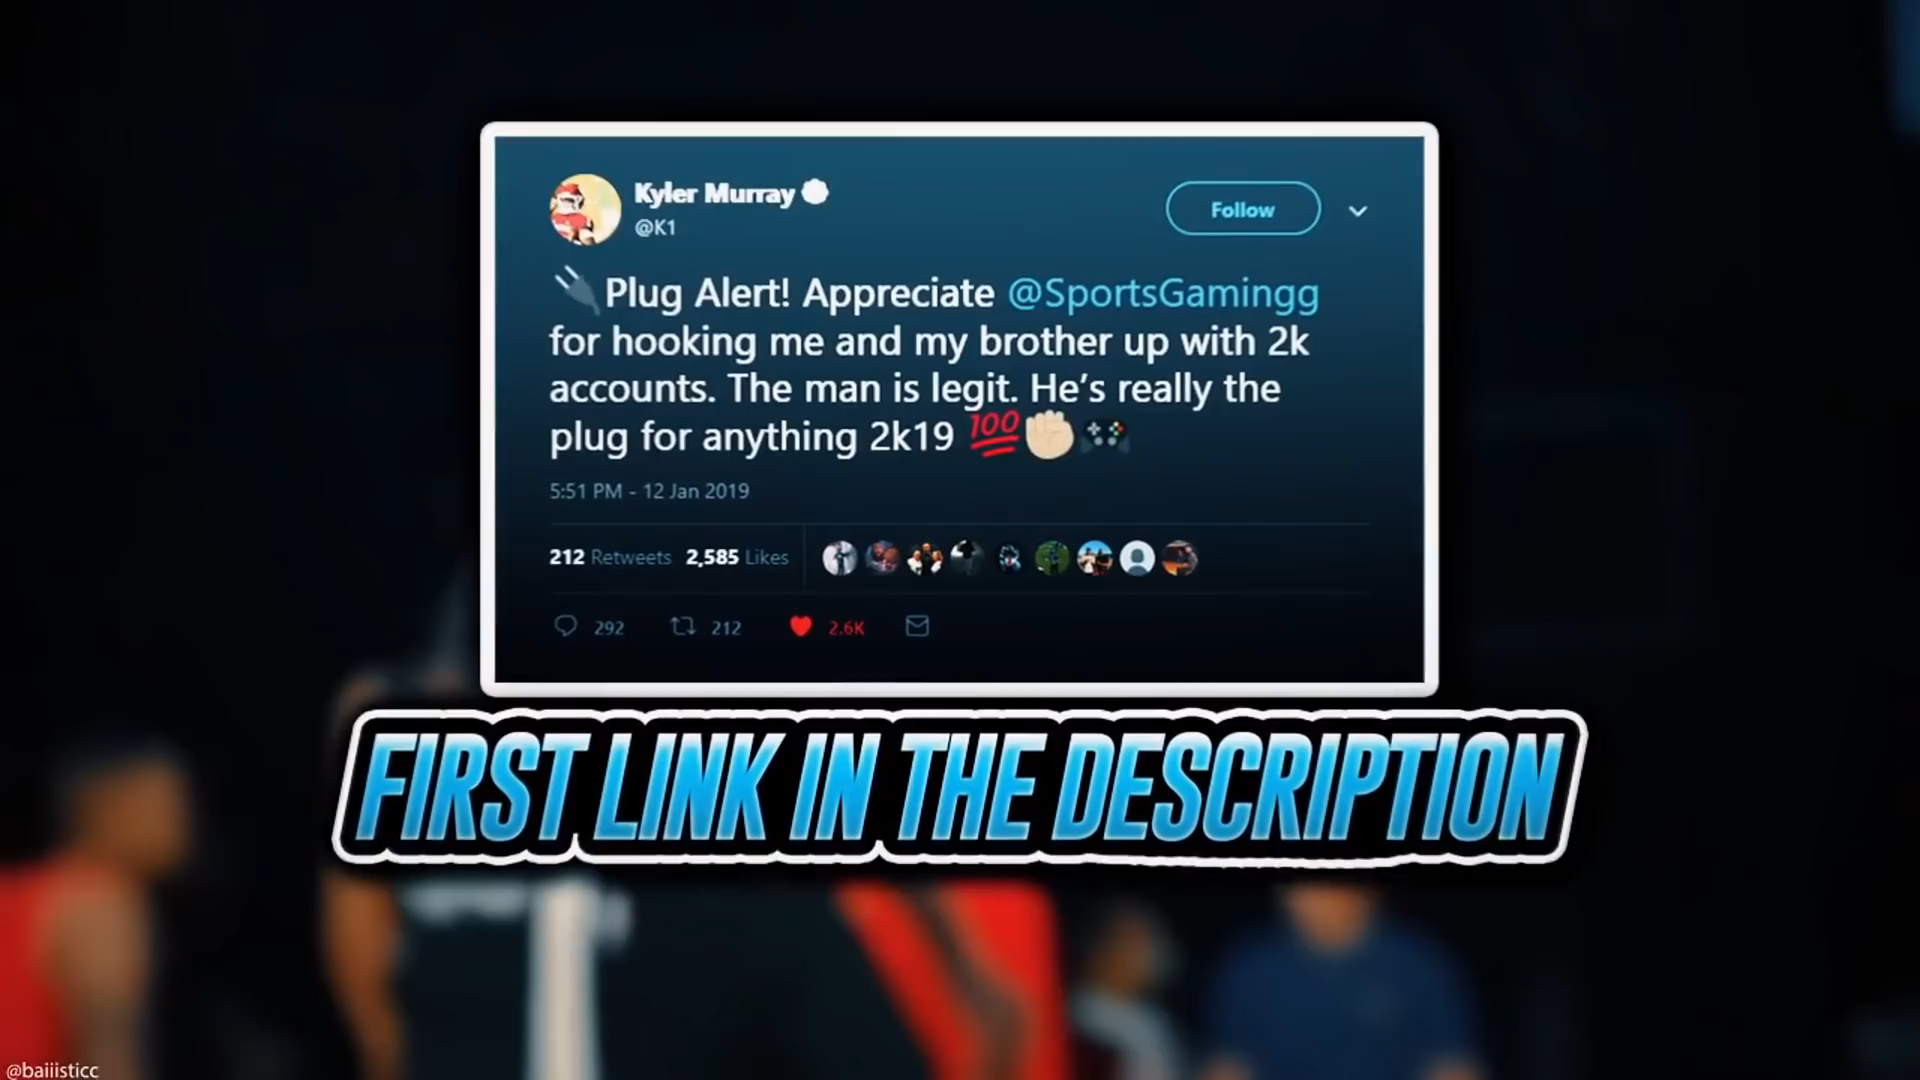 Kyler Murray
@K1
Follow
Plug Alert! Appreciate @SportsGamingg
for hooking me and my brother up with 2k
accounts. The man is legit. He’s really the
plug for anything 2k19 💯✊🏻🎮
5:51 PM - 12 Jan 2019
212 Retweets 2,585 Likes
292 212 2.6K
FIRST LINK IN THE DESCRIPTION
@baiiisticc